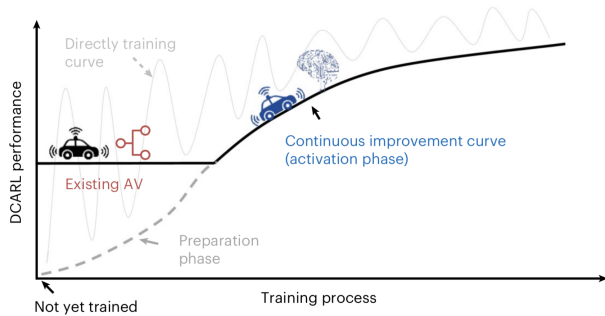 Directly training
curve
DCARL performance
Existing AV
Continuous improvement curve
(activation phase)
Preparation
phase
Not yet trained
Training process